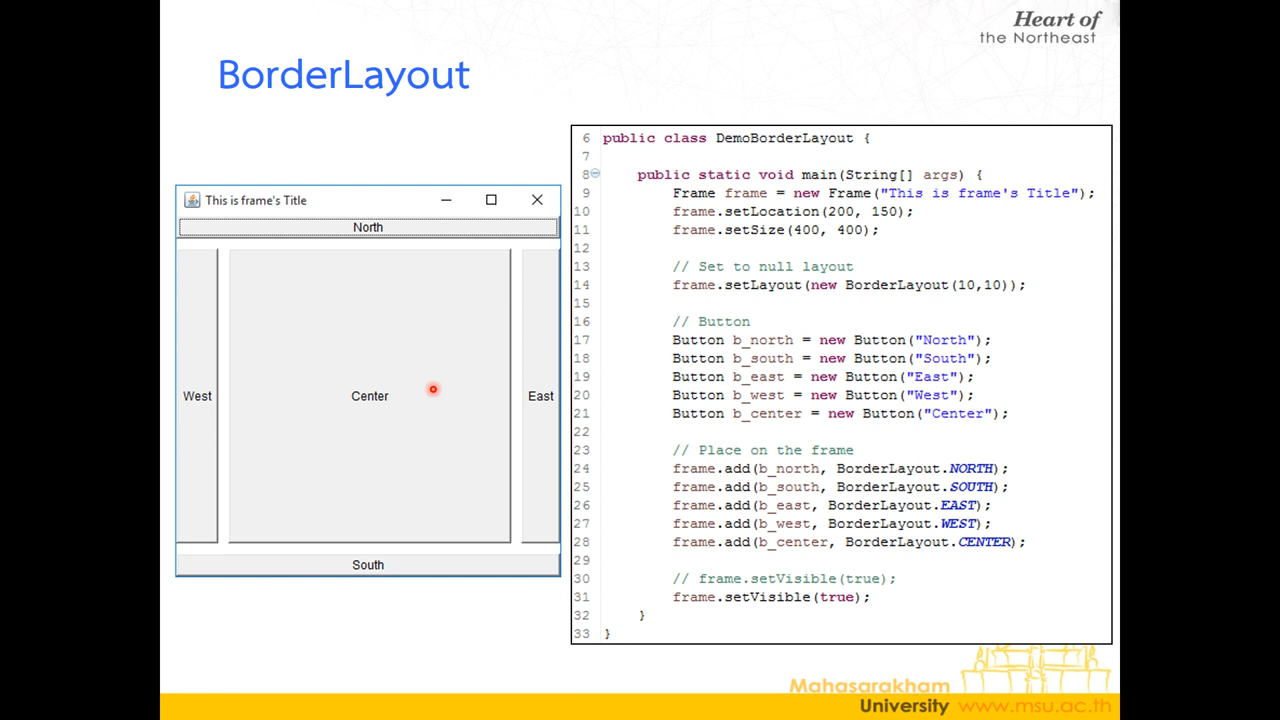 Heart of
the Northeast
BorderLayout
This is frame's Title
North
West
Center
East
South
6 public class DemoBorderLayout {
7
8 public static void main(String[] args) {
9 Frame frame = new Frame("This is frame's Title");
10 frame.setLocation(200, 150);
11 frame.setSize(400, 400);
12
13 // Set to null layout
14 frame.setLayout(new BorderLayout(10,10));
15
16 // Button
17 Button b_north = new Button("North");
18 Button b_south = new Button("South");
19 Button b_east = new Button("East");
20 Button b_west = new Button("West");
21 Button b_center = new Button("Center");
22
23 // Place on the frame
24 frame.add(b_north, BorderLayout.NORTH);
25 frame.add(b_south, BorderLayout.SOUTH);
26 frame.add(b_east, BorderLayout.EAST);
27 frame.add(b_west, BorderLayout.WEST);
28 frame.add(b_center, BorderLayout.CENTER);
29
30 // frame.setVisible(true);
31 frame.setVisible(true);
32 }
33 }
Mahasarakham
University www.msu.ac.th